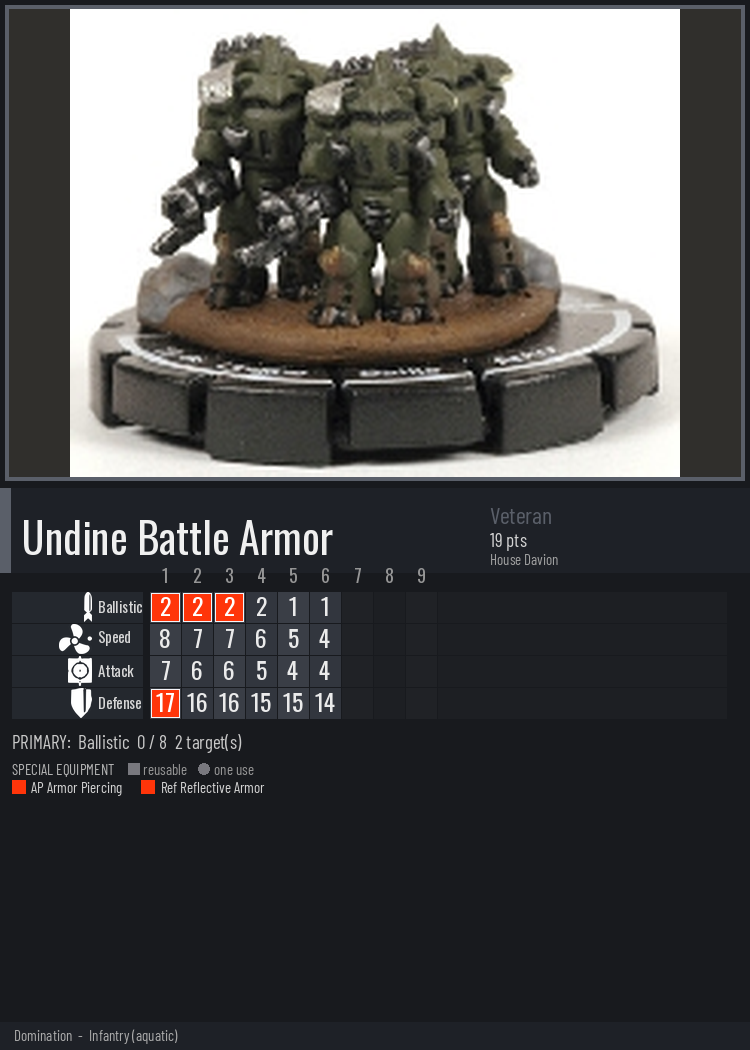 Undine Battle Armor
Veteran
19 pts
House Davion
1 2 3 4 5 6 7 8 9
Ballistic 2 2 2 2 1 1
Speed 8 7 7 6 5 4
Attack 7 6 6 5 4 4
Defense 17 16 16 15 15 14
PRIMARY: Ballistic 0 / 8 2 target(s)
SPECIAL EQUIPMENT reusable one use
AP Armor Piercing Ref Reflective Armor
Domination - Infantry (aquatic)